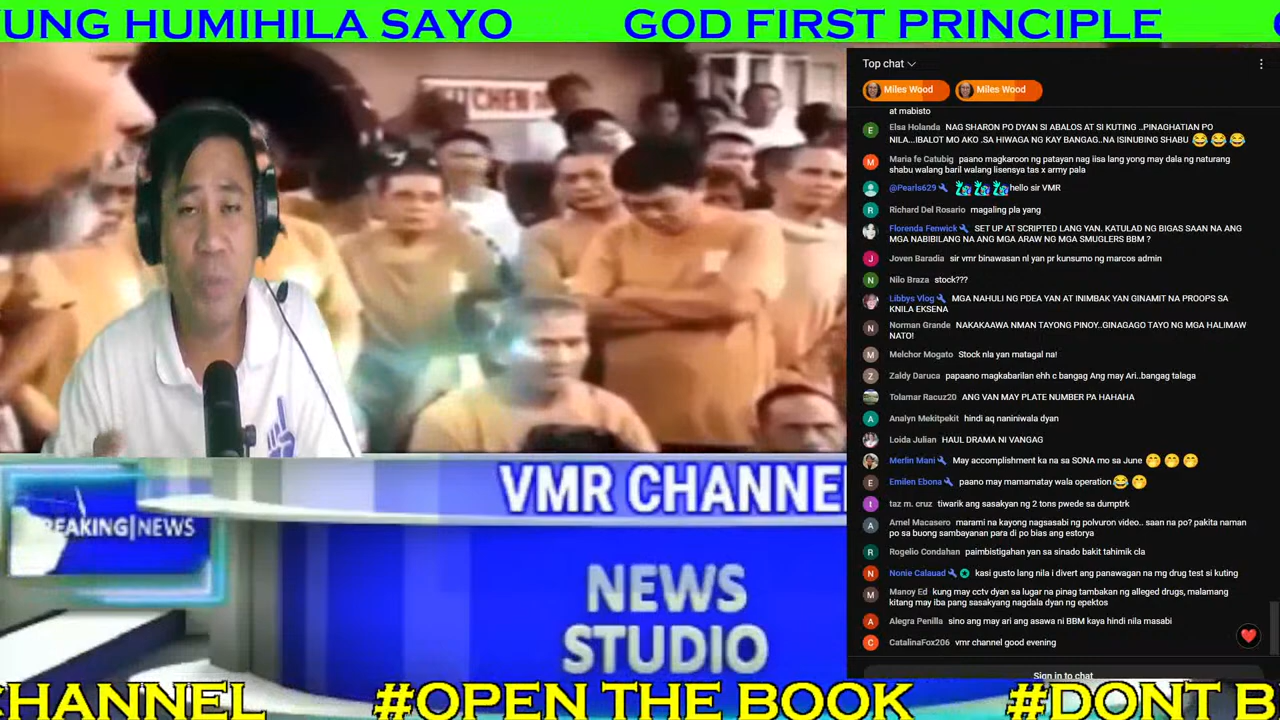 UNG HUMIHILA SAYO GOD FIRST PRINCIPLE
Top chat
Miles Wood Miles Wood
at mabisto
Elsa Holanda NAG SHARON PO DYAN SI ABALOS AT SI KUTING ..PINAGHATIAN PO
NILA...IBALOT MO AKO .SA HIWAGA NG KAY BANGAG..NA ISINUBING SHABU 😂😂😂
Maria fe Catubig paano magkaroon ng patayan nag iisa lang yong may dala ng naturang
shabu walang baril walang lisensya tas x army pala
@Pearls629 hello sir VMR
Richard Del Rosario magaling pla yang
Florenda Fenwick SET UP AT SCRIPTED LANG YAN. KATULAD NG BIGAS SAAN NA ANG
MGA NABIBILANG NA ANG MGA ARAW NG MGA SMUGLERS BBM ?
Joven Baradia sir vmr binawasan nl yan pr kunsumo ng marcos admin
Nilo Braza stock???
Libbys Vlog MGA NAHULI NG PDEA YAN AT INIMBAK YAN GINAMIT NA PROOPS SA
KNILA EKSENA
Norman Grande NAKAKAAWA NMAN TAYONG PINOY..GINAGAGO TAYO NG MGA HALIMAW
NATO!
Melchor Mogato Stock nla yan matagal na!
Zaldy Daruca papaano magkabarilan ehh c bangag Ang may Ari..bangag talaga
Tolamar Racuz20 ANG VAN MAY PLATE NUMBER PA HAHAHA
Analyn Mekitpekit hindi aq naniniwala dyan
Loida Julian HAUL DRAMA NI VANGAG
Merlin Mani May accomplishment ka na sa SONA mo sa June 🤭🤭🤭
Emilen Ebona paano may mamamatay wala operation😂🤭
taz m. cruz tiwarik ang sasakyan ng 2 tons pwede sa dumptrk
Arnel Macasero marami na kayong nagsasabi ng polvuron video.. saan na po? pakita naman
po sa buong sambayanan para di po bias ang estorya
Rogelio Condahan paimbistigahan yan sa sinado bakit tahimik cla
Nonie Calauad kasi gusto lang nila i divert ang panawagan na mg drug test si kuting
Manoy Ed kung may cctv dyan sa lugar na pinag tambakan ng alleged drugs, malamang
kitang may iba pang sasakyang nagdala dyan ng epektos
Alegra Penilla sino ang may ari ang asawa ni BBM kaya hindi nila masabi
CatalinaFox206 vmr channel good evening
Sign in to chat
VMR CHANNE
REAKING|NEWS
NEWS
STUDIO
CHANNEL #OPEN THE BOOK #DONT B